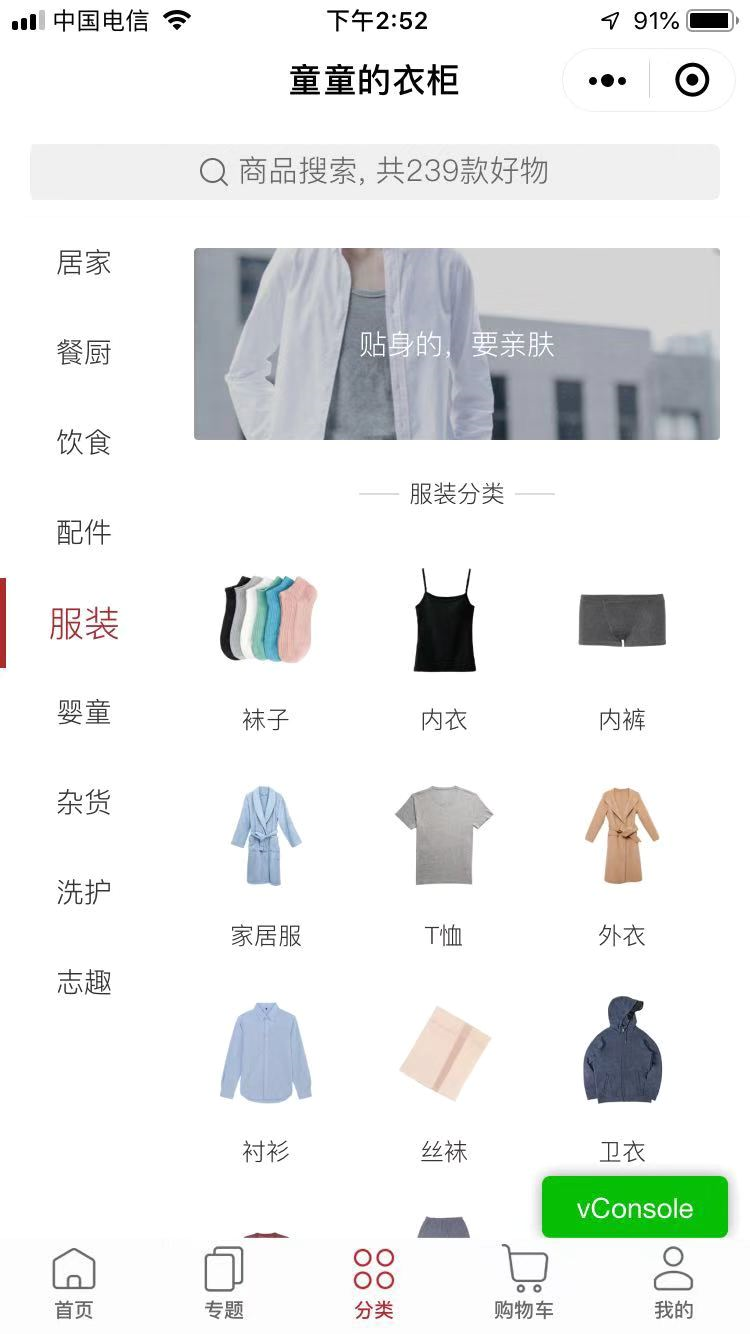 中国电信
下午2:52
91%
童童的衣柜
商品搜索, 共239款好物
居家
餐厨
饮食
配件
服装
婴童
杂货
洗护
志趣
贴身的，要亲肤
服装分类
袜子
内衣
内裤
家居服
T恤
外衣
衬衫
丝袜
卫衣
vConsole
首页
专题
分类
购物车
我的